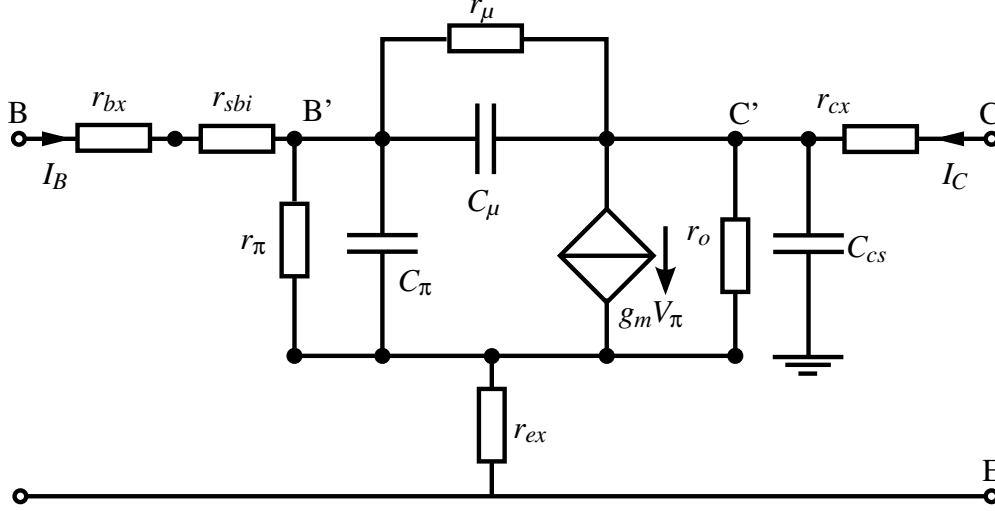 r_μ
B
r_bx
r_sbi
B’
C’
r_cx
C
I_B
C_μ
I_C
r_π
C_π
r_o
C_cs
g_mV_π
r_ex
E